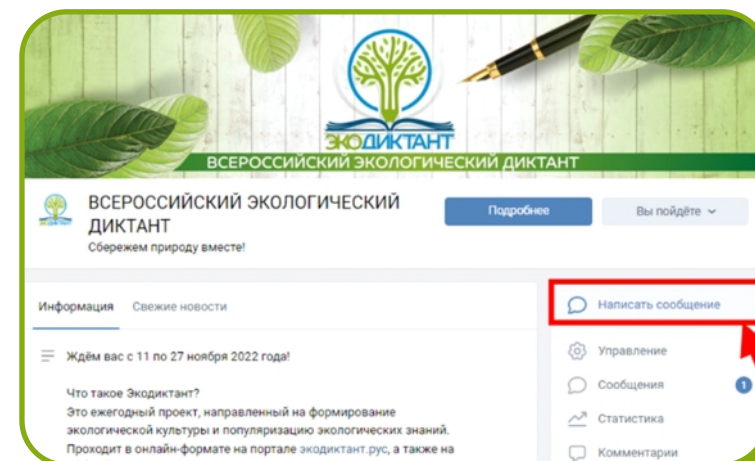 ЭКОДИКТАНТ
ВСЕРОССИЙСКИЙ ЭКОЛОГИЧЕСКИЙ ДИКТАНТ
ВСЕРОССИЙСКИЙ ЭКОЛОГИЧЕСКИЙ
ДИКТАНТ
Сбережем природу вместе!
Подробнее
Вы пойдёте
Информация Свежие новости
Ждём вас с 11 по 27 ноября 2022 года!
Что такое Экодиктант?
Это ежегодный проект, направленный на формирование
экологической культуры и популяризацию экологических знаний.
Проходит в онлайн-формате на портале экодиктант.рус, а также на
Написать сообщение
Управление
Сообщения 1
Статистика
Комментарии